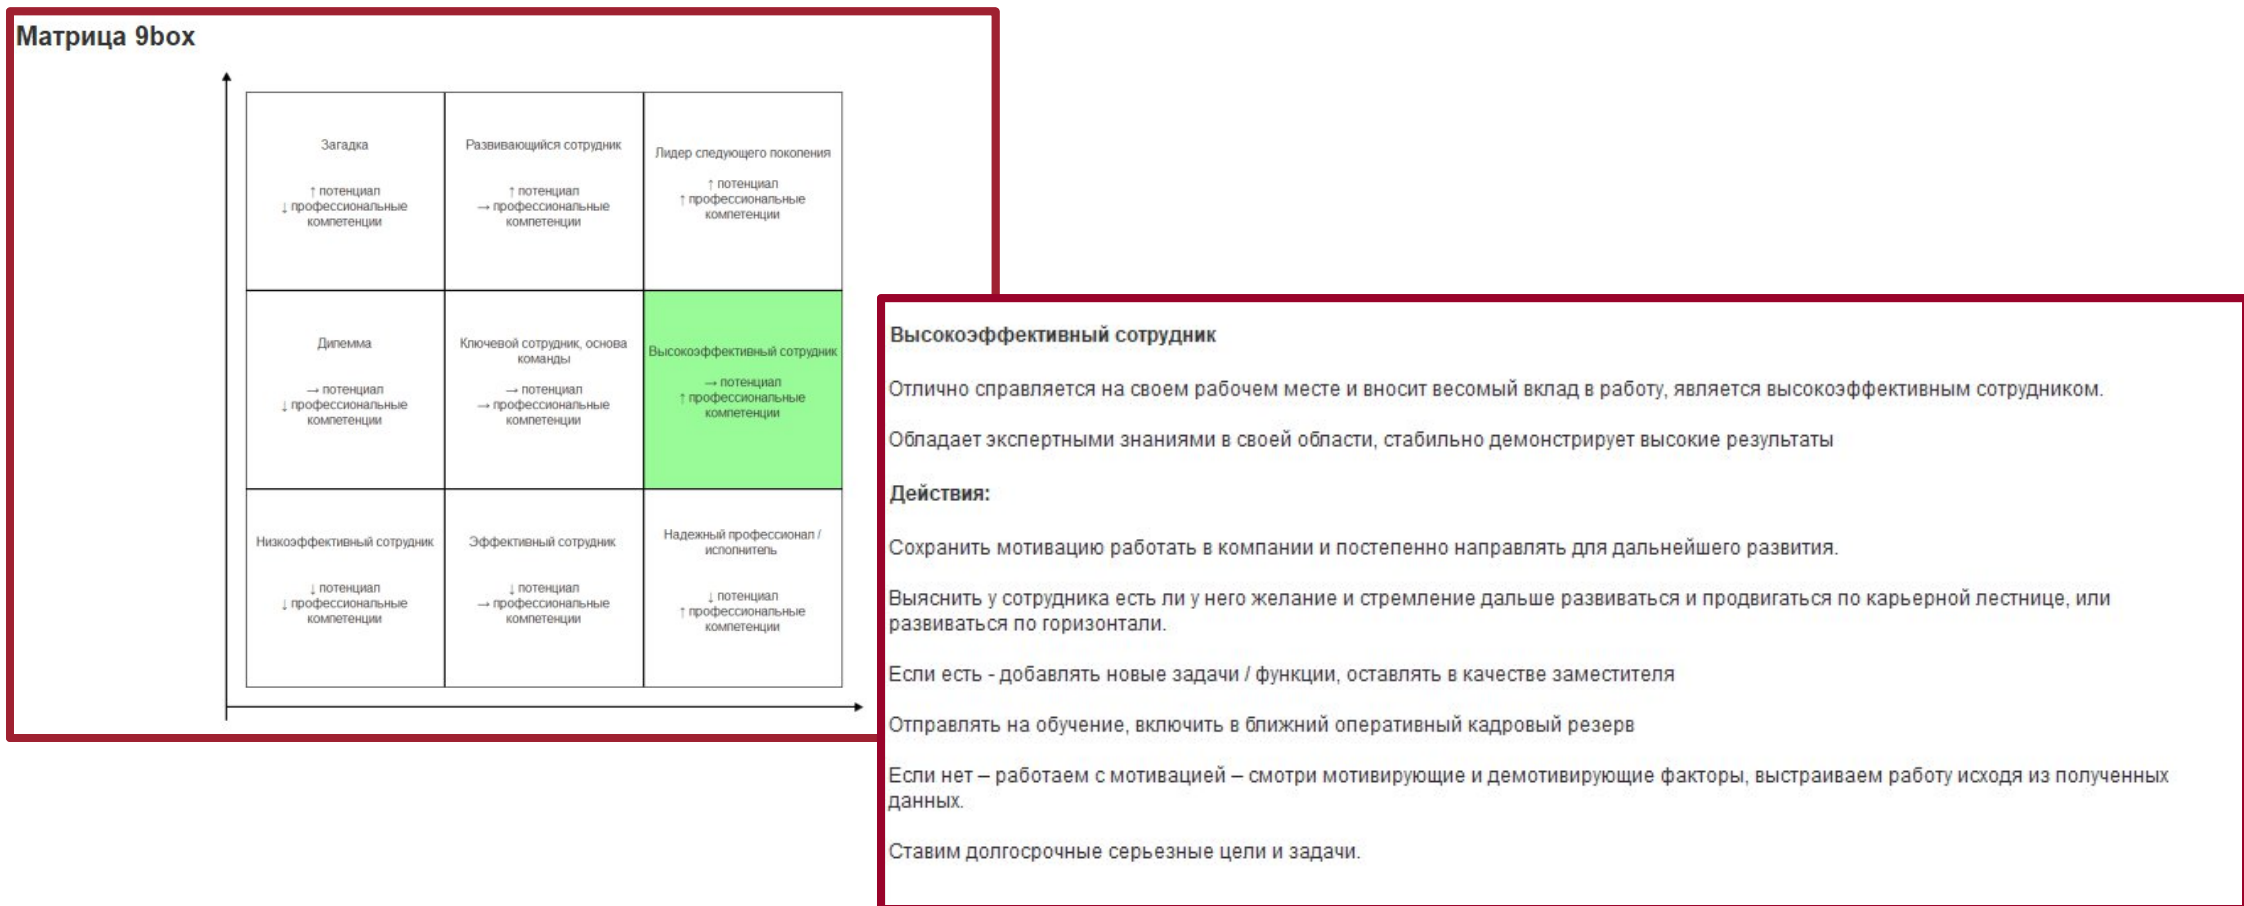 Матрица 9box
Загадка
↑ потенциал
↓ профессиональные
компетенции
Развивающийся сотрудник
↑ потенциал
→ профессиональные
компетенции
Лидер следующего поколения
↑ потенциал
↑ профессиональные
компетенции
Дилемма
→ потенциал
↓ профессиональные
компетенции
Ключевой сотрудник, основа
команды
→ потенциал
→ профессиональные
компетенции
Высокоэффективный сотрудник
→ потенциал
↑ профессиональные
компетенции
Низкоэффективный сотрудник
↓ потенциал
↓ профессиональные
компетенции
Эффективный сотрудник
↓ потенциал
→ профессиональные
компетенции
Надежный профессионал /
исполнитель
↓ потенциал
↑ профессиональные
компетенции
Высокоэффективный сотрудник
Отлично справляется на своем рабочем месте и вносит весомый вклад в работу, является высокоэффективным сотрудником.
Обладает экспертными знаниями в своей области, стабильно демонстрирует высокие результаты
Действия:
Сохранить мотивацию работать в компании и постепенно направлять для дальнейшего развития.
Выяснить у сотрудника есть ли у него желание и стремление дальше развиваться и продвигаться по карьерной лестнице, или
развиваться по горизонтали.
Если есть - добавлять новые задачи / функции, оставлять в качестве заместителя
Отправлять на обучение, включить в ближний оперативный кадровый резерв
Если нет – работаем с мотивацией – смотри мотивирующие и демотивирующие факторы, выстраиваем работу исходя из полученных
данных.
Ставим долгосрочные серьезные цели и задачи.